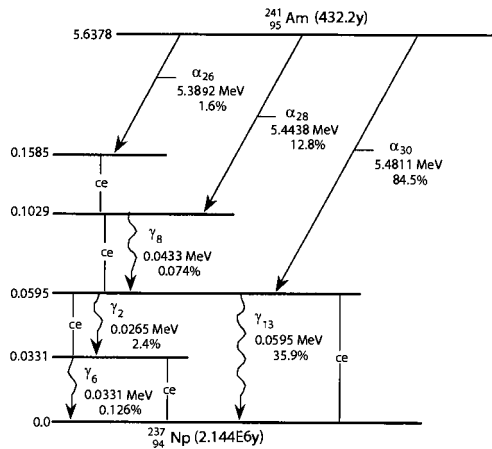 241
95 Am (432.2y)
5.6378
α26
5.3892 MeV
1.6%
α28
5.4438 MeV
12.8%
α30
5.4811 MeV
84.5%
0.1585
ce
0.1029
γ8
ce
0.0433 MeV
0.074%
0.0595
γ2
0.0265 MeV
2.4%
γ13
0.0595 MeV
35.9%
ce
ce
0.0331
γ6
0.0331 MeV
0.126%
ce
0.0
237
94 Np (2.144E6y)